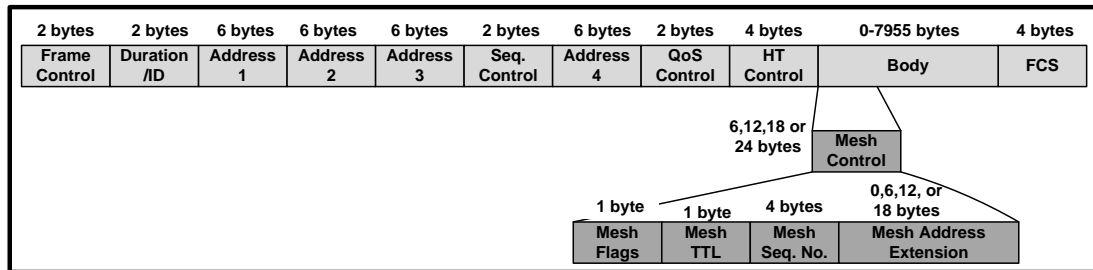 2 bytes 2 bytes 6 bytes 6 bytes 6 bytes 2 bytes 6 bytes 2 bytes 4 bytes 0-7955 bytes 4 bytes
Frame Control
Duration /ID
Address 1
Address 2
Address 3
Seq. Control
Address 4
QoS Control
HT Control
Body
FCS
6,12,18 or
24 bytes
Mesh
Control
0,6,12, or
18 bytes
1 byte 1 byte 4 bytes
Mesh Flags
Mesh TTL
Mesh Seq. No.
Mesh Address Extension